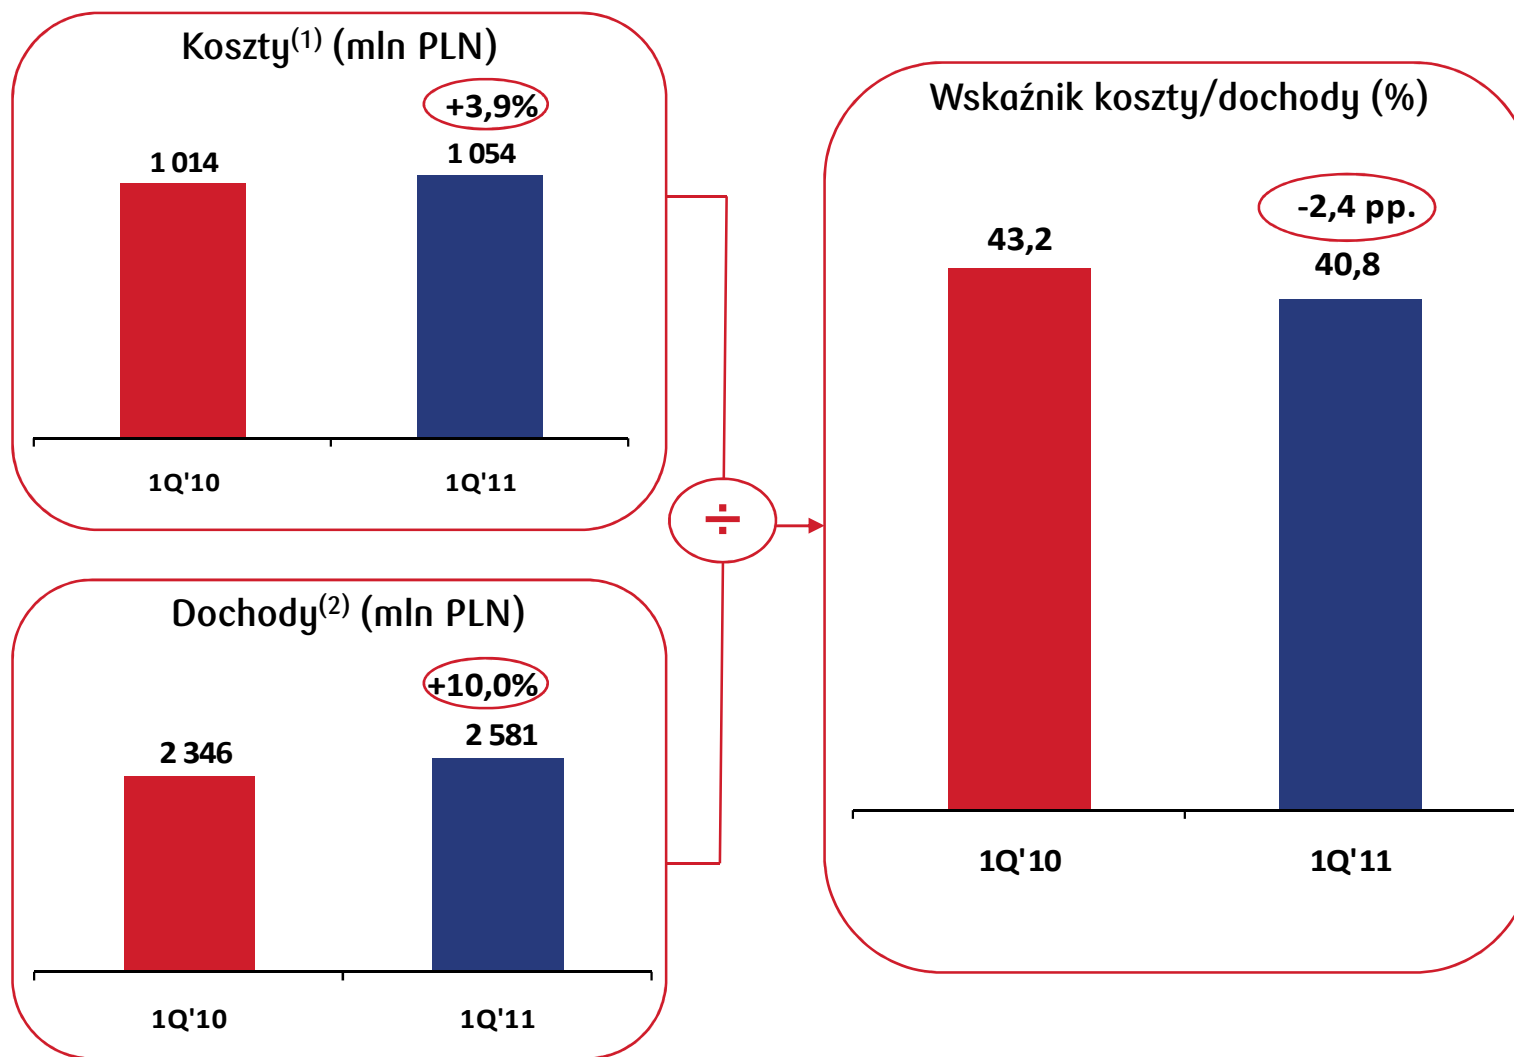 Koszty(1) (mln PLN)
+3,9%
1 014
1 054
1Q'10
1Q'11
Dochody(2) (mln PLN)
+10,0%
2 346
2 581
1Q'10
1Q'11
÷
Wskaźnik koszty/dochody (%)
-2,4 pp.
43,2
40,8
1Q'10
1Q'11